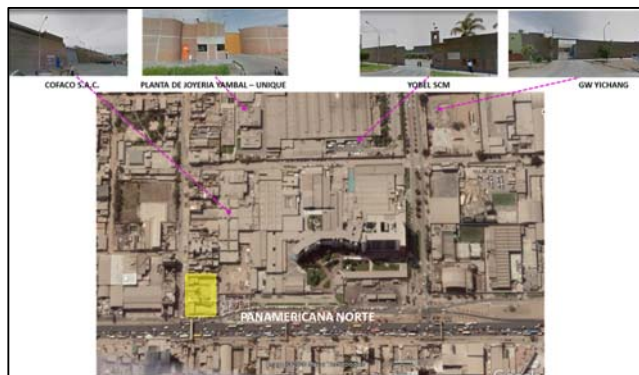 COFACO S.A.C.
PLANTA DE JOYERIA YAMBAL – UNIQUE
YOBEL SCM
GW YICHANG
PANAMERICANA NORTE